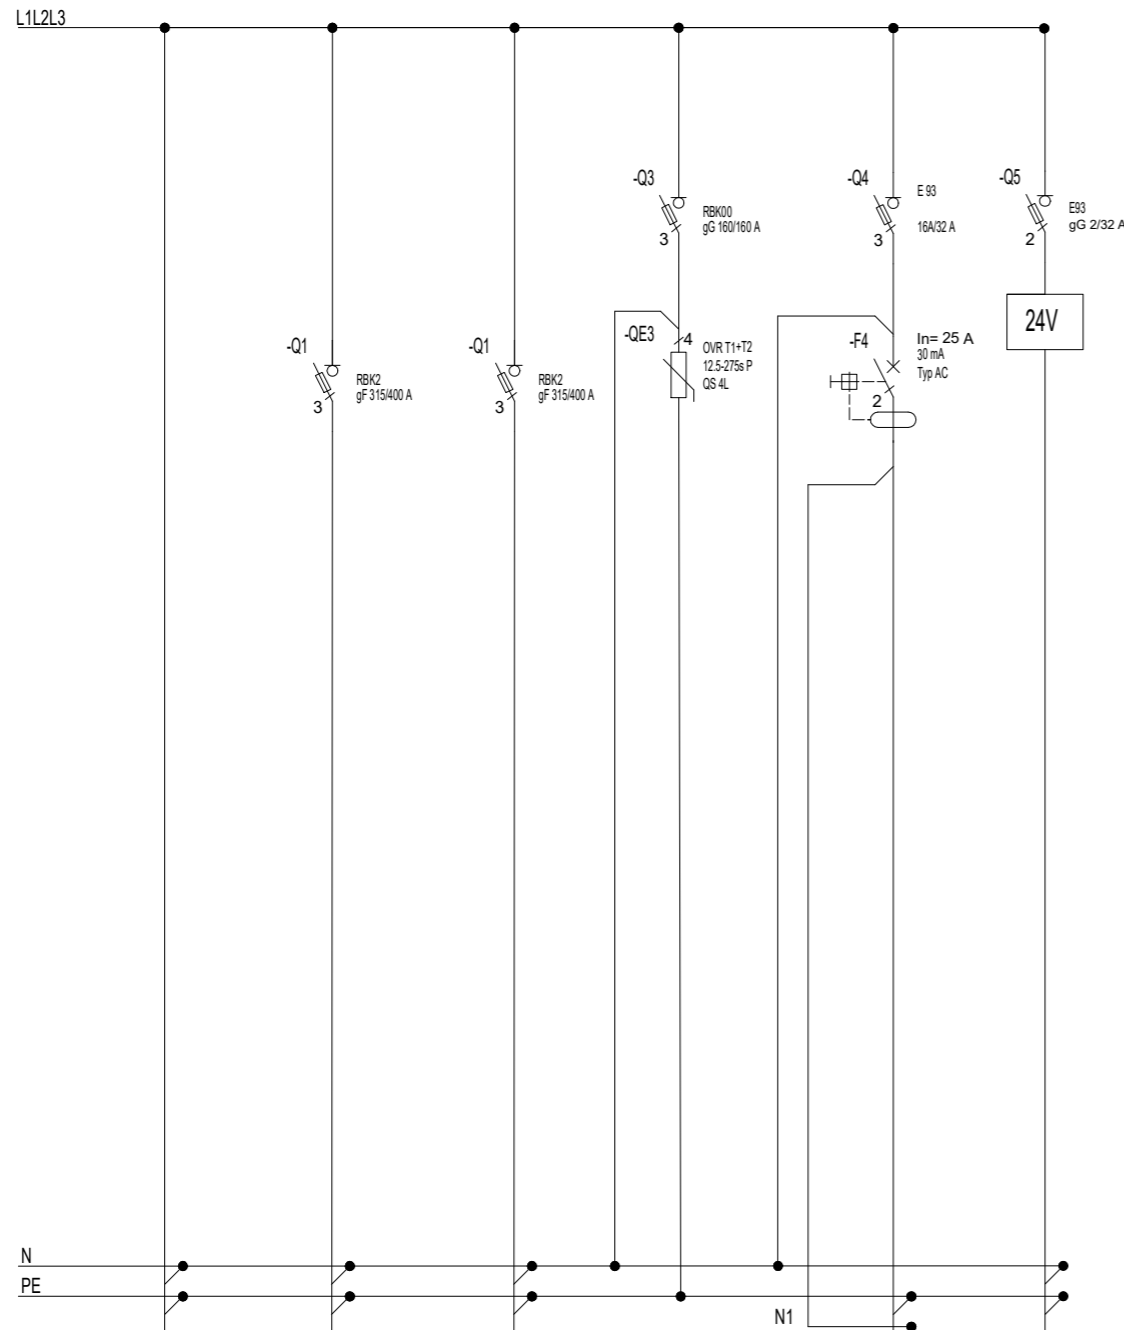 L1L2L3
-Q3
RBK00
gG 160/160 A
3
-Q4
E 93
16A/32 A
3
-Q5
E93
gG 2/32 A
2
24V
-Q1
RBK2
gF 315/400 A
3
-Q1
RBK2
gF 315/400 A
3
-QE3
4
OVR T1+T2
12.5-275s P
QS 4L
-F4
In= 25 A
30 mA
Typ AC
2
N
PE
N1